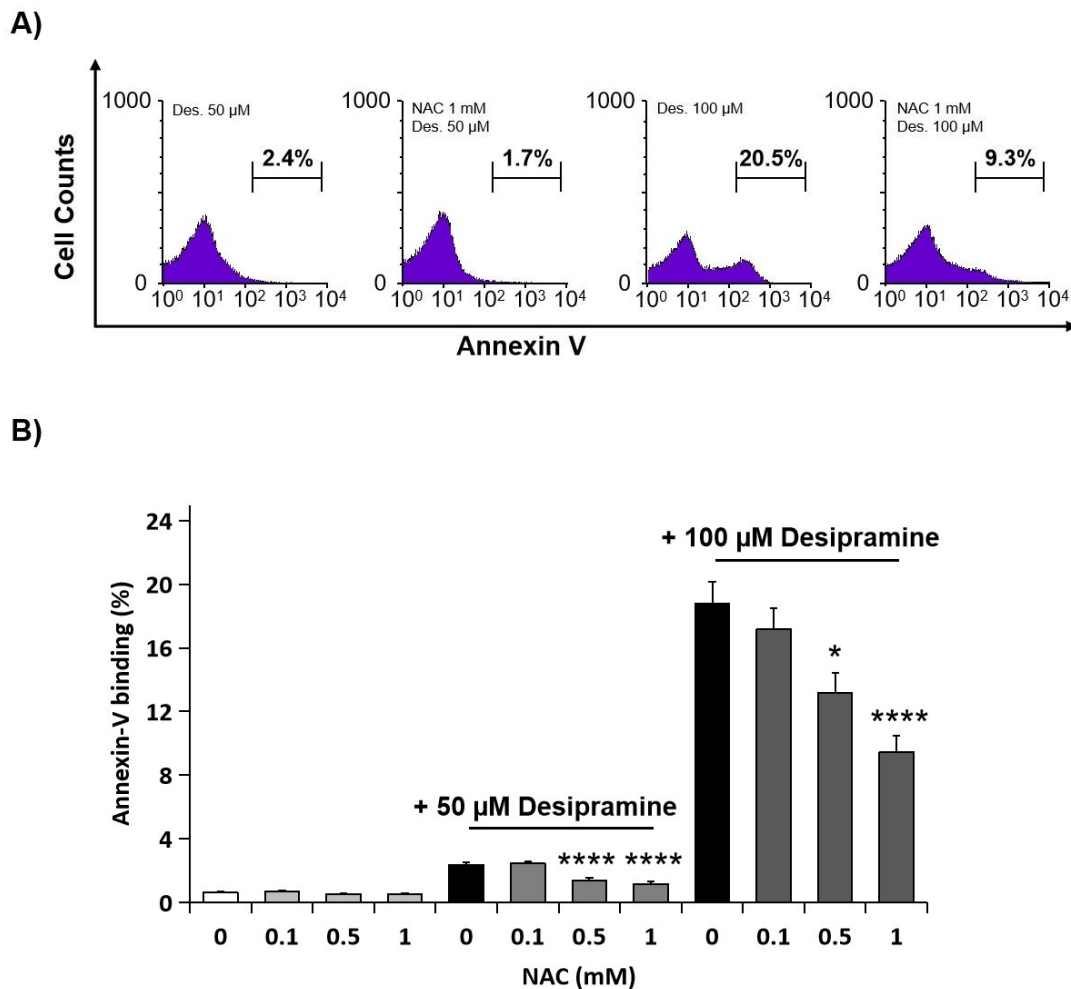 A)
Cell Counts
1000
0
Des. 50 µM
2.4%
10⁰ 10¹ 10² 10³ 10⁴
1000
0
NAC 1 mM
Des. 50 µM
1.7%
10⁰ 10¹ 10² 10³ 10⁴
1000
0
Des. 100 µM
20.5%
10⁰ 10¹ 10² 10³ 10⁴
1000
0
NAC 1 mM
Des. 100 µM
9.3%
10⁰ 10¹ 10² 10³ 10⁴
Annexin V
B)
Annexin-V binding (%)
24
20
16
12
8
4
0
+ 50 µM Desipramine
**** ****
+ 100 µM Desipramine
*
****
0 0.1 0.5 1 0 0.1 0.5 1 0 0.1 0.5 1
NAC (mM)